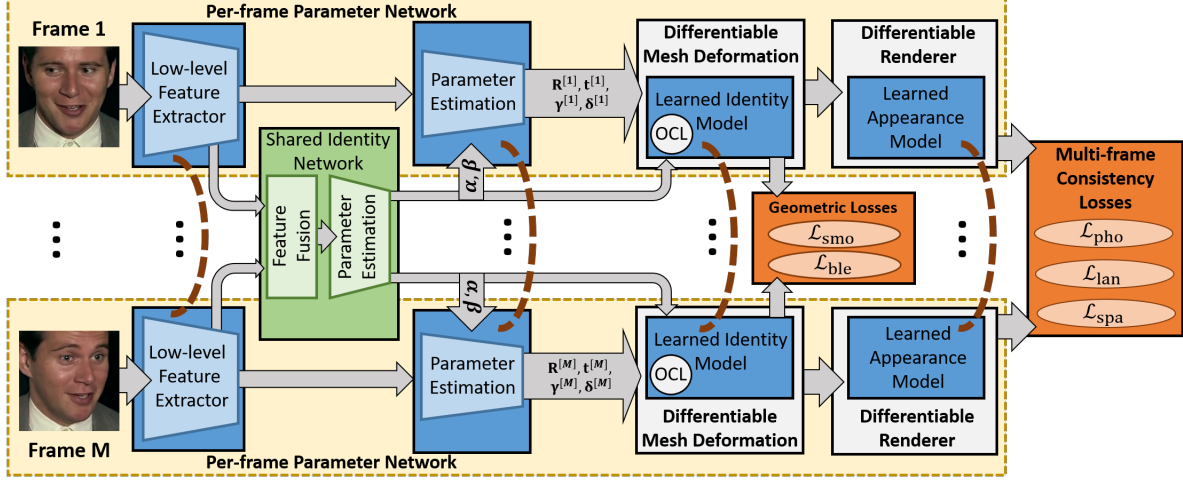 Per-frame Parameter Network
Frame 1
Low-level
Feature
Extractor
Parameter
Estimation
R[1], t[1],
γ[1], δ[1]
Differentiable
Mesh Deformation
Learned Identity
Model
OCL
Differentiable
Renderer
Learned
Appearance
Model
Shared Identity
Network
Feature
Fusion
Parameter
Estimation
α, β
α, β
Geometric Losses
ℒsmo
ℒble
Multi-frame
Consistency
Losses
ℒpho
ℒlan
ℒspa
Low-level
Feature
Extractor
Frame M
Parameter
Estimation
R[M], t[M],
γ[M], δ[M]
Learned Identity
Model
OCL
Differentiable
Mesh Deformation
Learned
Appearance
Model
Differentiable
Renderer
Per-frame Parameter Network